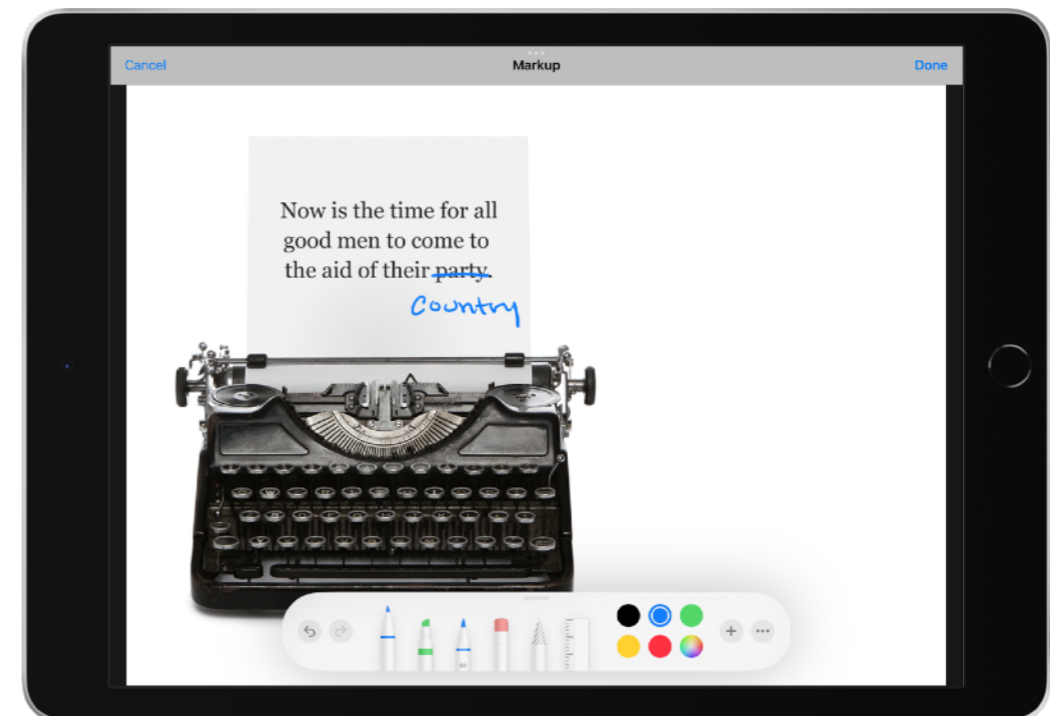 Cancel Markup Done
Now is the time for all
good men to come to
the aid of their party.
Country